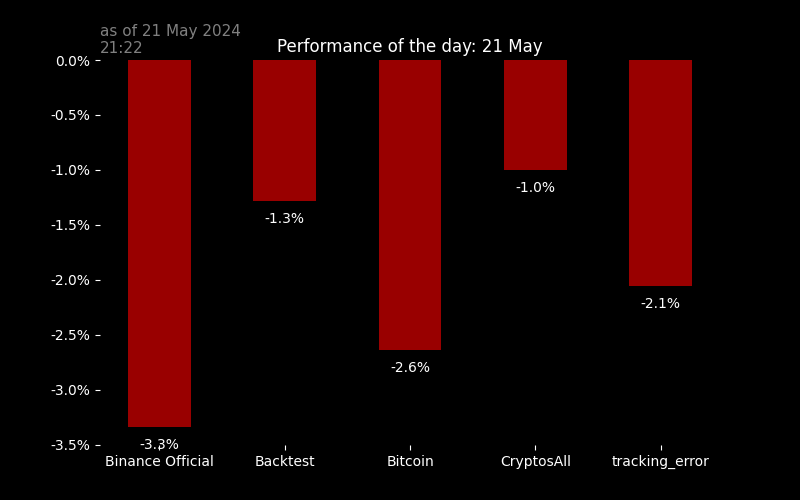 as of 21 May 2024
21:22
Performance of the day: 21 May
0.0%
-0.5%
-1.0%
-1.5%
-2.0%
-2.5%
-3.0%
-3.5%
-3.3%
-1.3%
-2.6%
-1.0%
-2.1%
Binance Official
Backtest
Bitcoin
CryptosAll
tracking_error